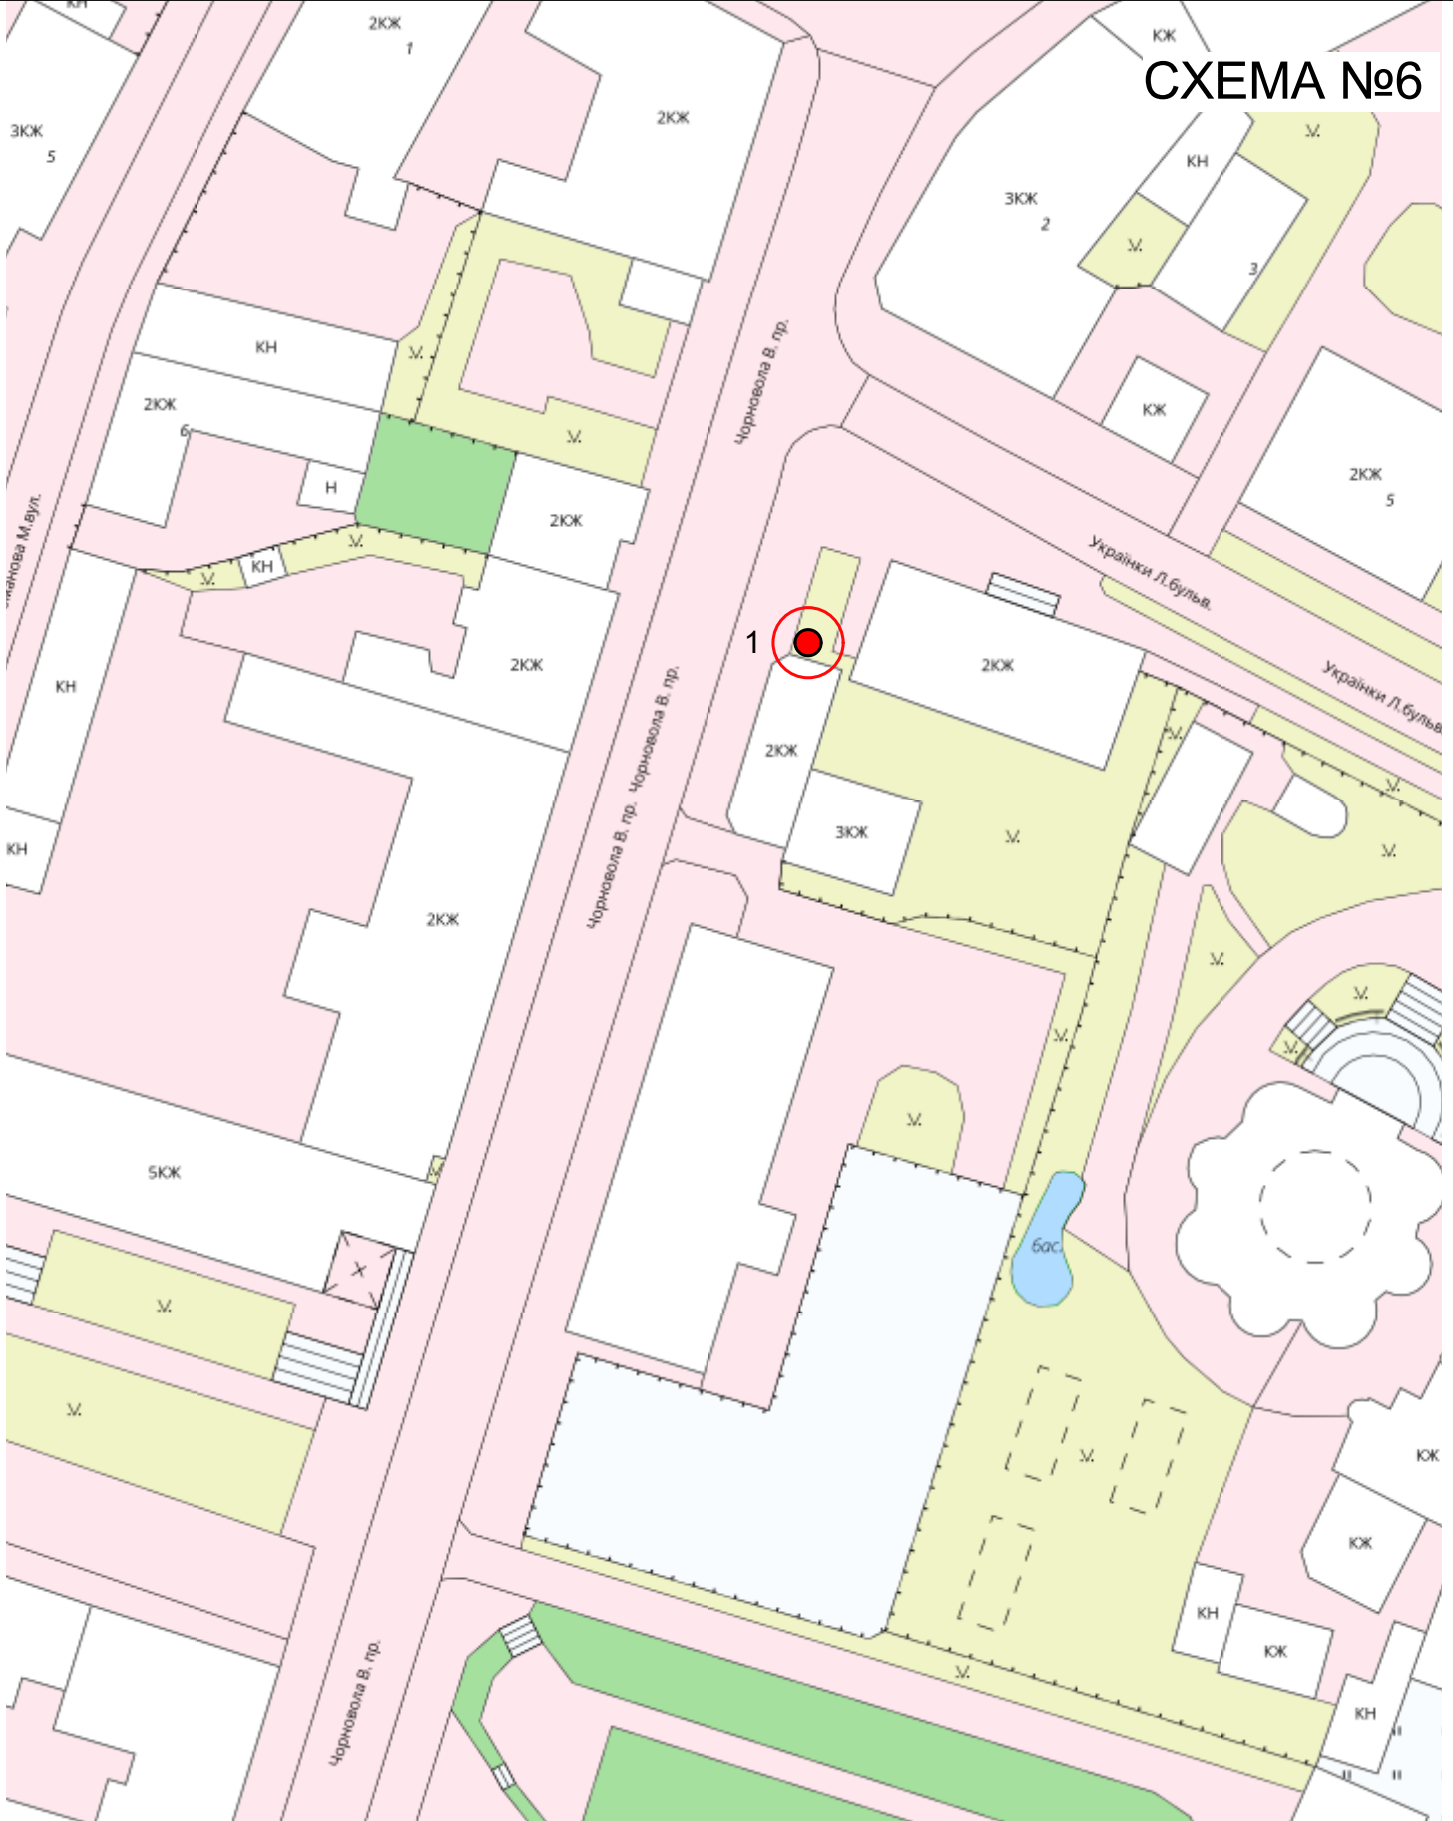 КН
2КЖ
1
КЖ
СХЕМА №6
3КЖ
5
2КЖ
КН
3КЖ
2
3
КН
2КЖ
6
Чорновола В. пр.
КЖ
2КЖ
5
Н
2КЖ
КН
Українки Л.бульв.
М.вул.
1
2КЖ
2КЖ
КН
Українки Л.бульв
Чорновола В. пр.
2КЖ
3КЖ
КН
Чорновола В. пр.
2КЖ
5КЖ
бас.
КЖ
КЖ
КН
КЖ
Чорновола В. пр.
КН